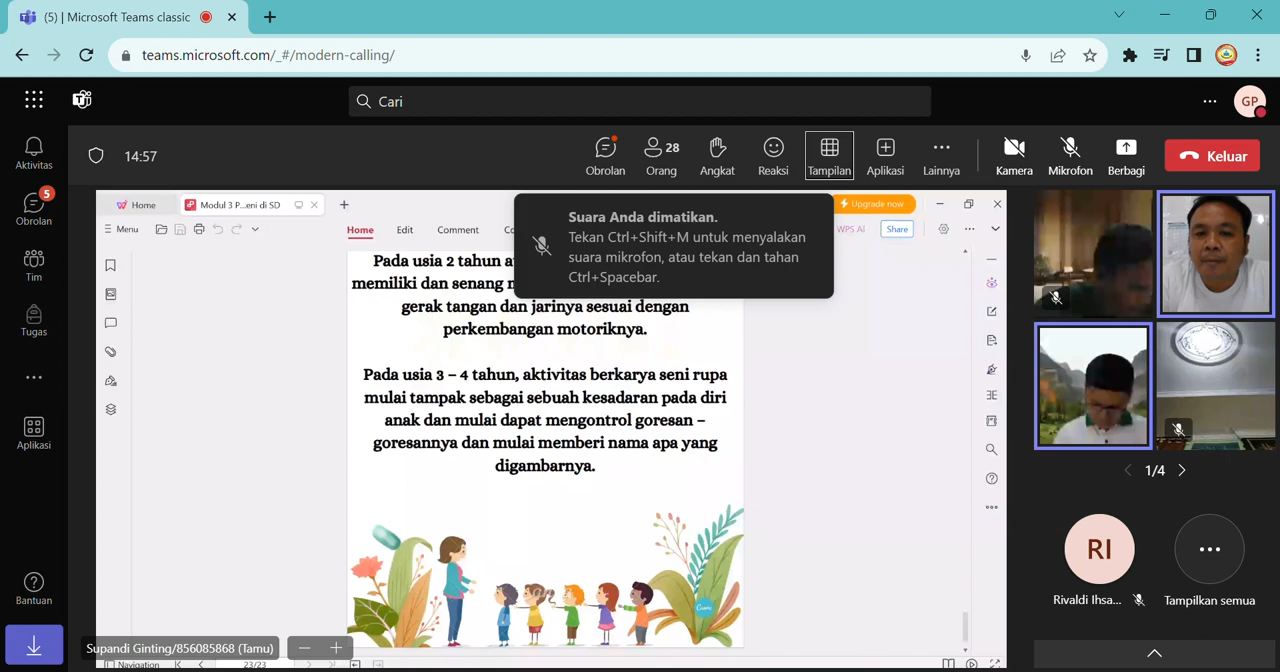 (5) | Microsoft Teams classic
teams.microsoft.com/_#/modern-calling/
Cari
GP
14:57
Obrolan
28
Orang
Angkat
Reaksi
Tampilan
Aplikasi
Lainnya
Kamera
Mikrofon
Berbagi
Keluar
Aktivitas
5
Obrolan
Tim
Tugas
Aplikasi
Bantuan
Home
Modul 3 P...eni di SD
Upgrade now
Menu
Home
Edit
Comment
WPS AI
Share
Suara Anda dimatikan.
Tekan Ctrl+Shift+M untuk menyalakan
suara mikrofon, atau tekan dan tahan
Ctrl+Spacebar.
Pada usia 2 tahun
memiliki dan senang
gerak tangan dan jarinya sesuai dengan
perkembangan motoriknya.
Pada usia 3 – 4 tahun, aktivitas berkarya seni rupa
mulai tampak sebagai sebuah kesadaran pada diri
anak dan mulai dapat mengontrol goresan –
goresannya dan mulai memberi nama apa yang
digambarnya.
Canva
Supandi Ginting/856085868 (Tamu)
Navigation
23/23
1/4
RI
Rivaldi Ihsa...
Tampilkan semua